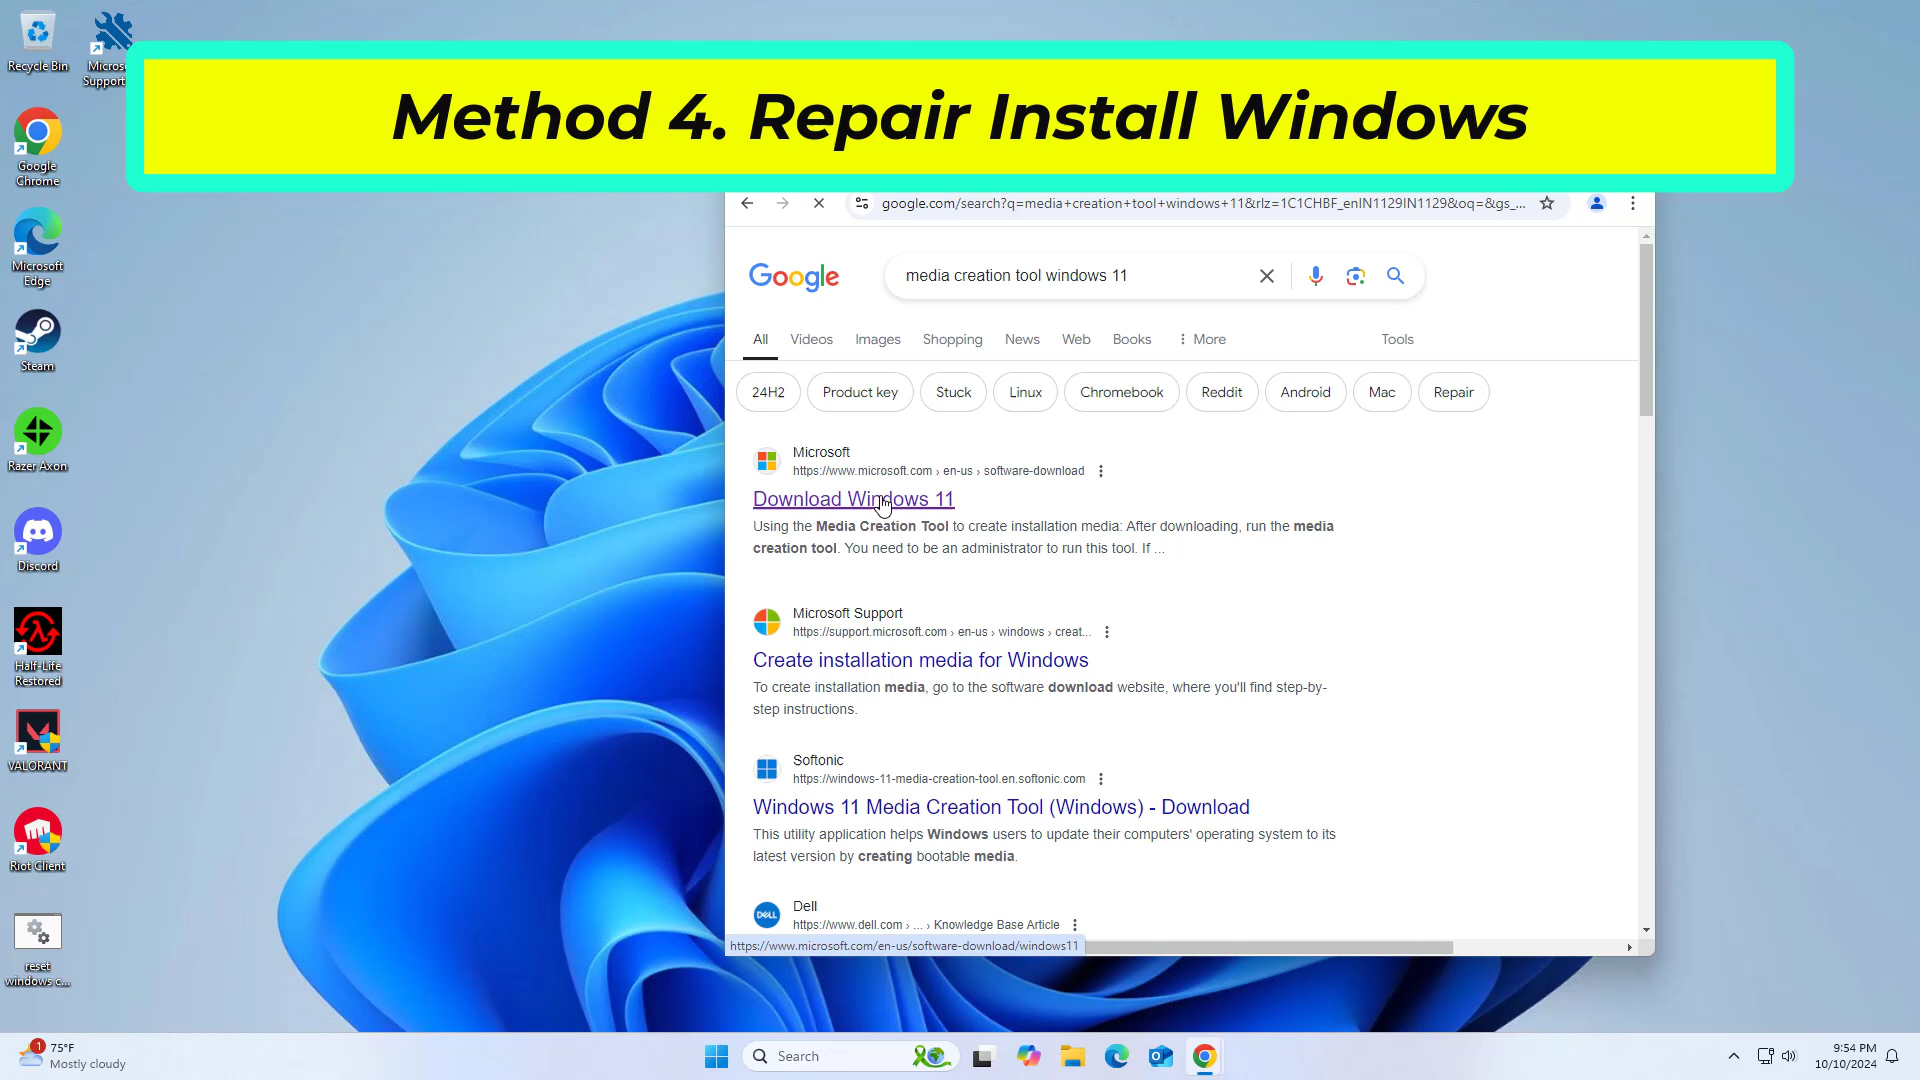 Recycle Bin
Micros...
Support
Method 4. Repair Install Windows
Google
Chrome
Microsoft
Edge
Steam
Razer Axon
Discord
Half-Life
Restored
VALORANT
Riot Client
reset
windows c...
google.com/search?q=media+creation+tool+windows+11&rlz=1C1CHBF_enIN1129IN1129&oq=&gs_...
Google
media creation tool windows 11
All Videos Images Shopping News Web Books More Tools
24H2 Product key Stuck Linux Chromebook Reddit Android Mac Repair
Microsoft
https://www.microsoft.com › en-us › software-download
Download Windows 11
Using the Media Creation Tool to create installation media: After downloading, run the media
creation tool. You need to be an administrator to run this tool. If ...
Microsoft Support
https://support.microsoft.com › en-us › windows › creat...
Create installation media for Windows
To create installation media, go to the software download website, where you'll find step-by-
step instructions.
Softonic
https://windows-11-media-creation-tool.en.softonic.com
Windows 11 Media Creation Tool (Windows) - Download
This utility application helps Windows users to update their computers' operating system to its
latest version by creating bootable media.
DELL
Dell
https://www.dell.com › ... › Knowledge Base Article
https://www.microsoft.com/en-us/software-download/windows11
1
75°F
Mostly cloudy
Search
9:54 PM
10/10/2024